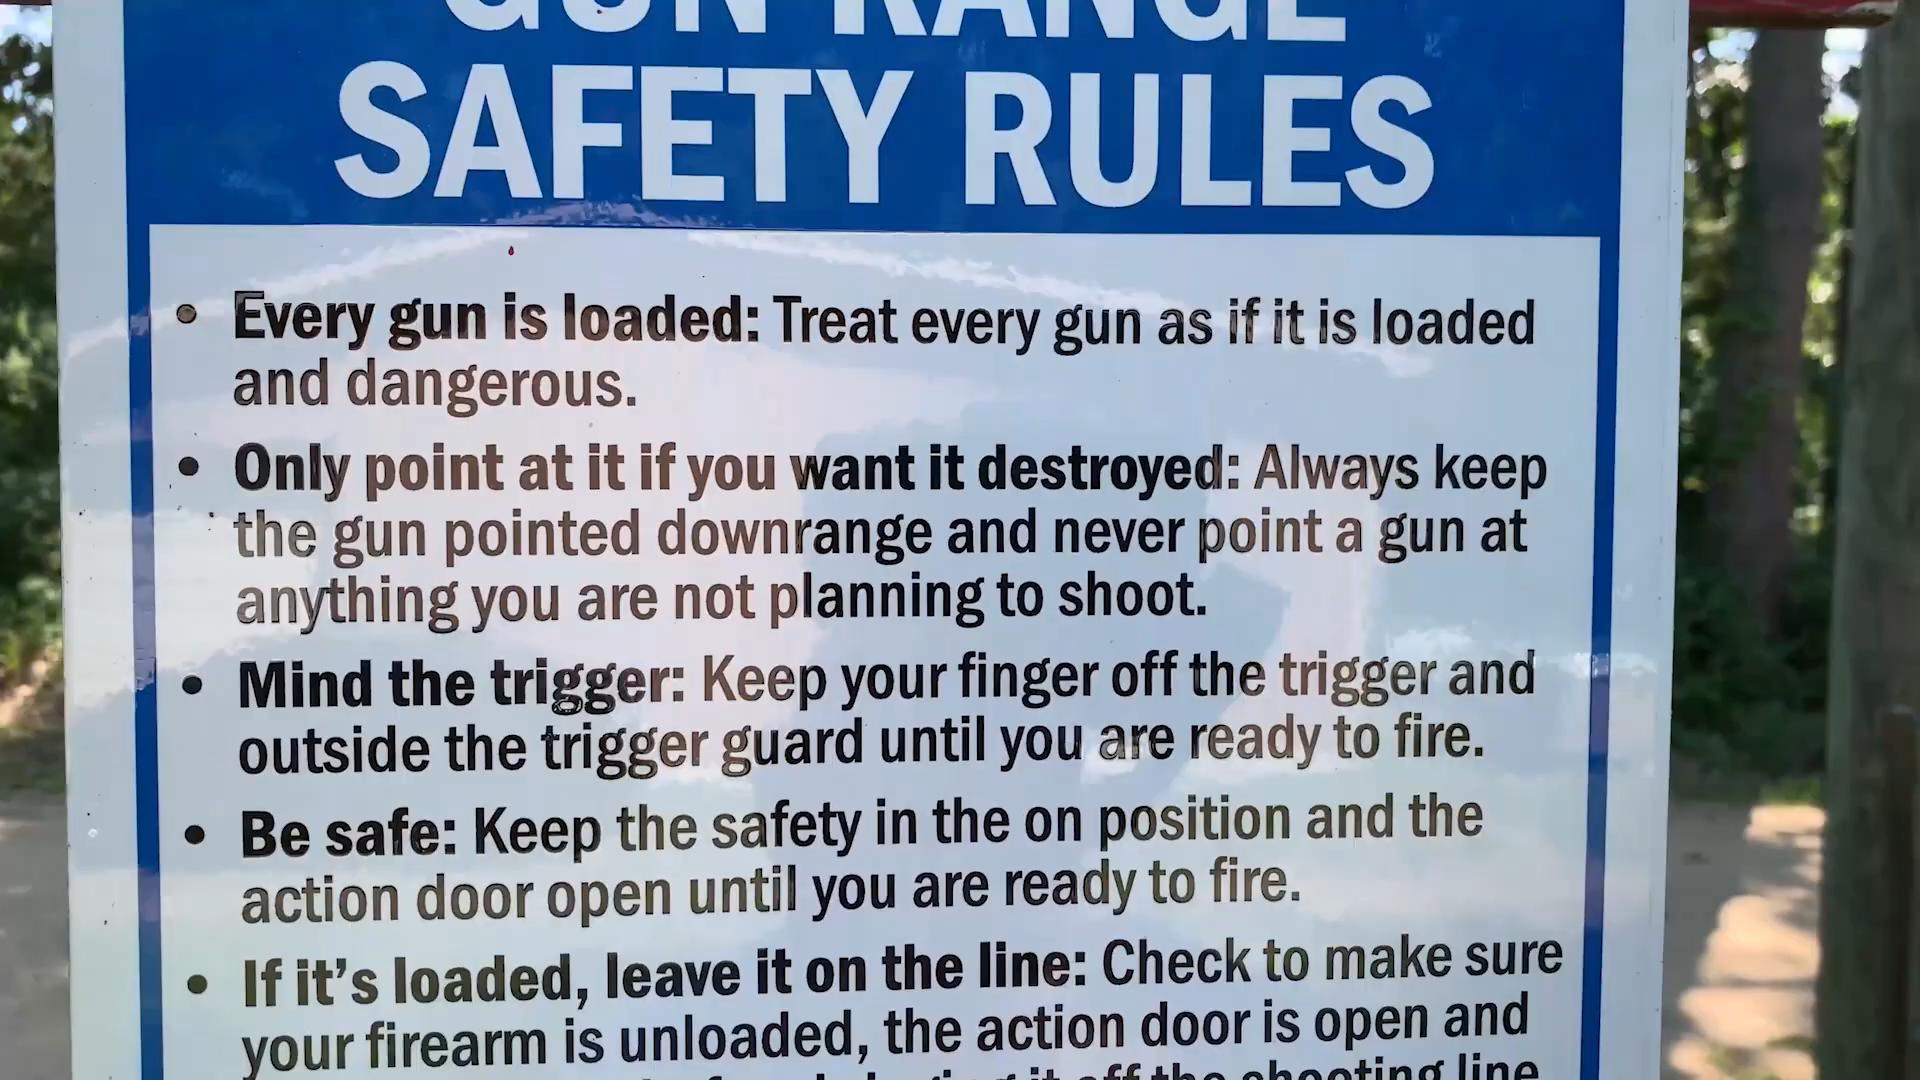 GUN RANGE
SAFETY RULES
• Every gun is loaded: Treat every gun as if it is loaded
and dangerous.
• Only point at it if you want it destroyed: Always keep
the gun pointed downrange and never point a gun at
anything you are not planning to shoot.
• Mind the trigger: Keep your finger off the trigger and
outside the trigger guard until you are ready to fire.
• Be safe: Keep the safety in the on position and the
action door open until you are ready to fire.
• If it's loaded, leave it on the line: Check to make sure
your firearm is unloaded, the action door is open and
it off the shooting line